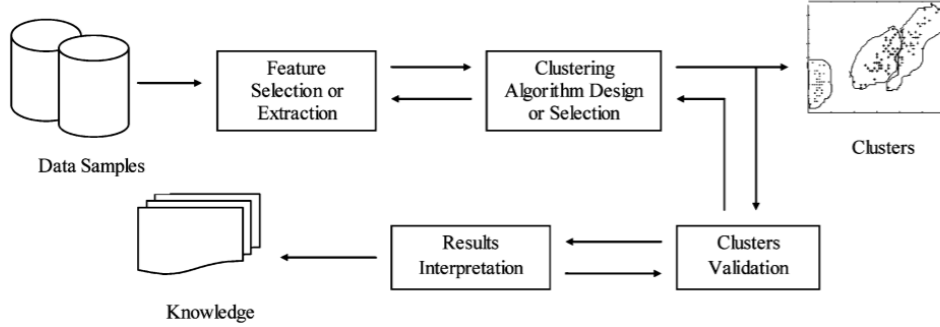 Feature
Selection or
Extraction
Clustering
Algorithm Design
or Selection
Clusters
Data Samples
Clusters
Validation
Results
Interpretation
Knowledge